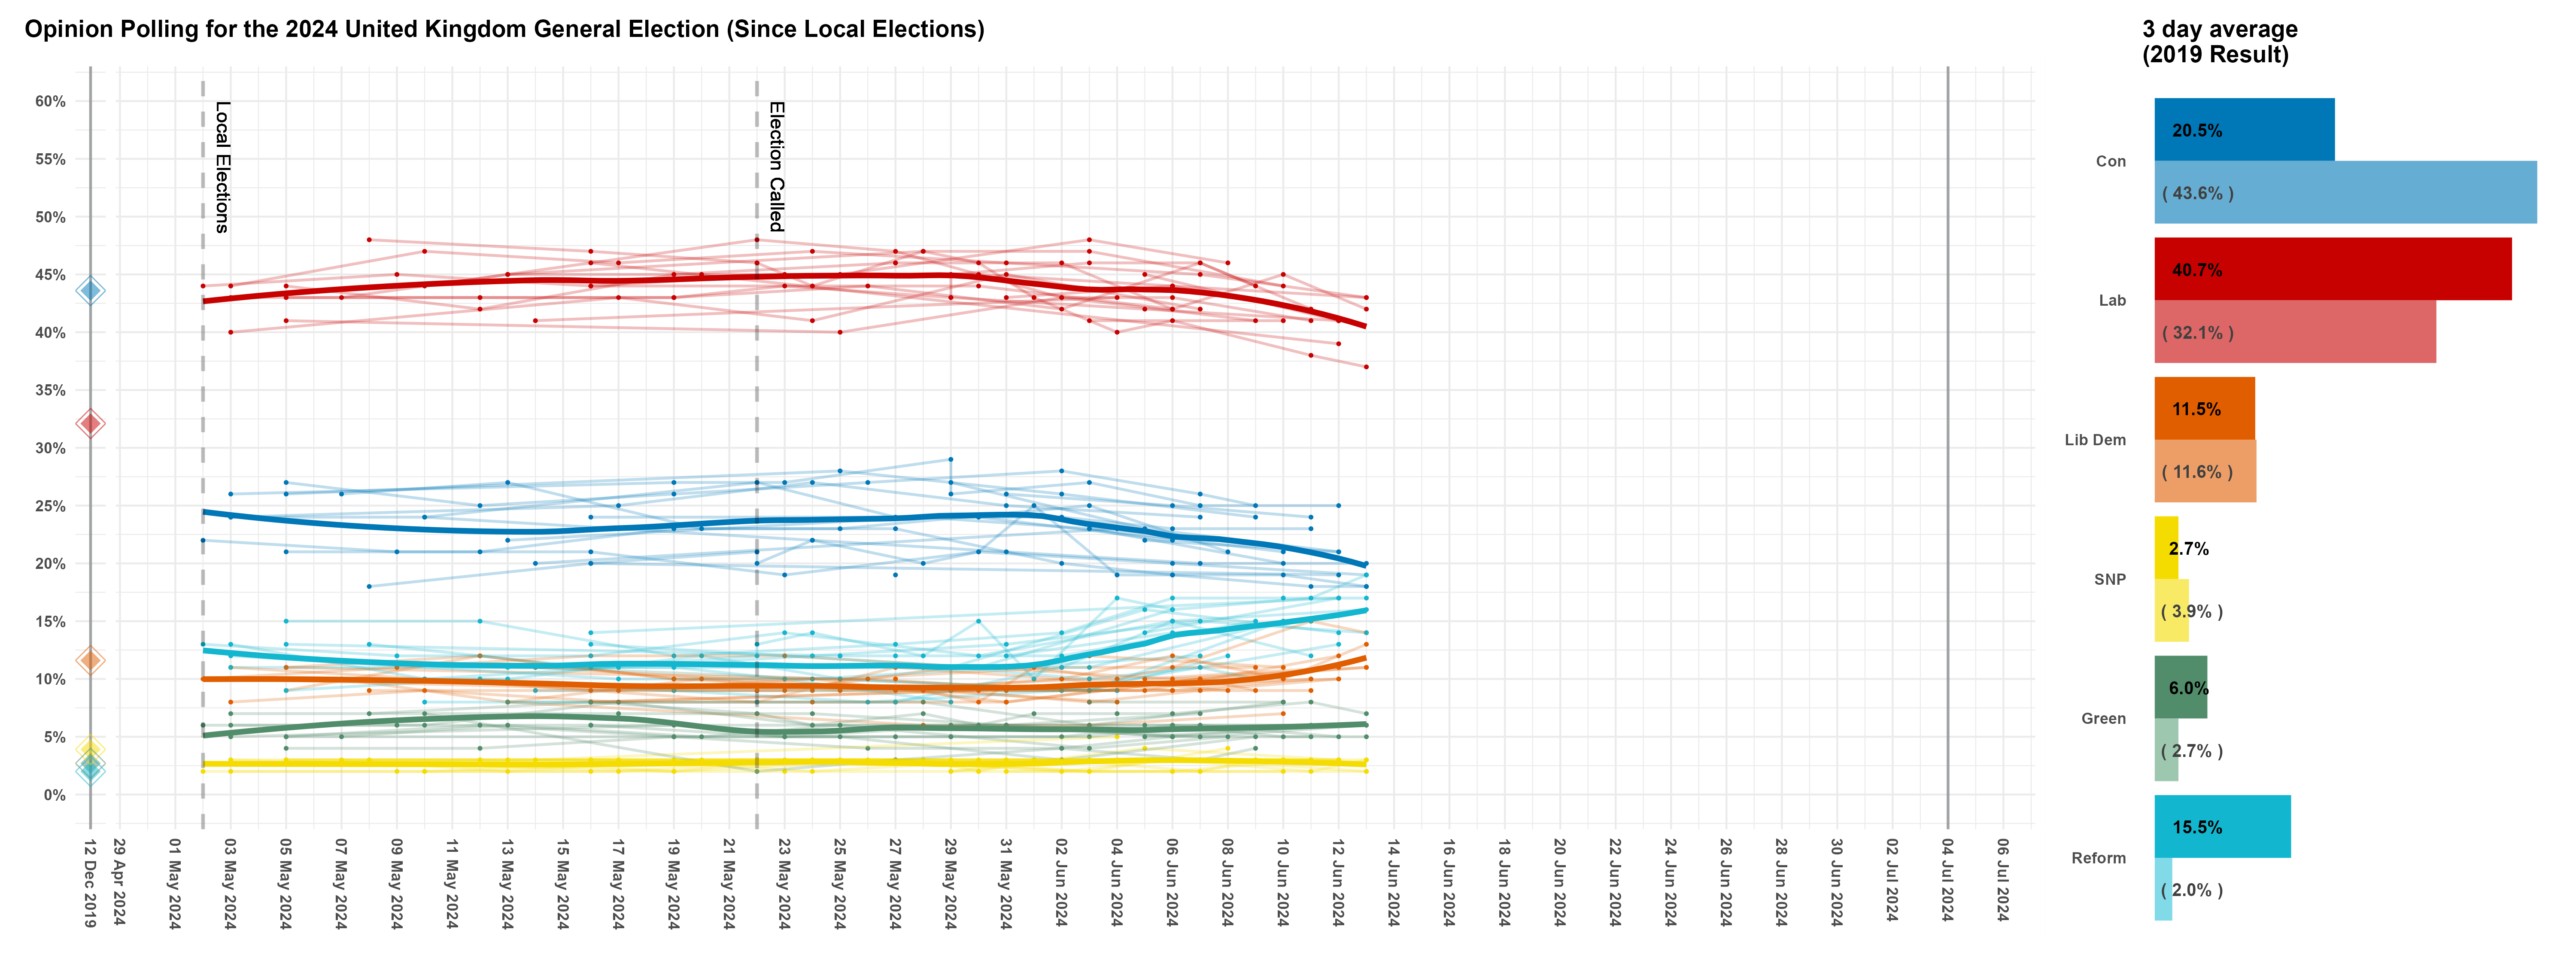 Opinion Polling for the 2024 United Kingdom General Election (Since Local Elections)
60%
55%
50%
45%
40%
35%
30%
25%
20%
15%
10%
5%
0%
Local Elections
Election Called
12 Dec 2019
29 Apr 2024
01 May 2024
03 May 2024
05 May 2024
07 May 2024
09 May 2024
11 May 2024
13 May 2024
15 May 2024
17 May 2024
19 May 2024
21 May 2024
23 May 2024
25 May 2024
27 May 2024
29 May 2024
31 May 2024
02 Jun 2024
04 Jun 2024
06 Jun 2024
08 Jun 2024
10 Jun 2024
12 Jun 2024
14 Jun 2024
16 Jun 2024
18 Jun 2024
20 Jun 2024
22 Jun 2024
24 Jun 2024
26 Jun 2024
28 Jun 2024
30 Jun 2024
02 Jul 2024
04 Jul 2024
06 Jul 2024
3 day average
(2019 Result)
Con
20.5%
( 43.6% )
Lab
40.7%
( 32.1% )
Lib Dem
11.5%
( 11.6% )
SNP
2.7%
( 3.9% )
Green
6.0%
( 2.7% )
Reform
15.5%
( 2.0% )